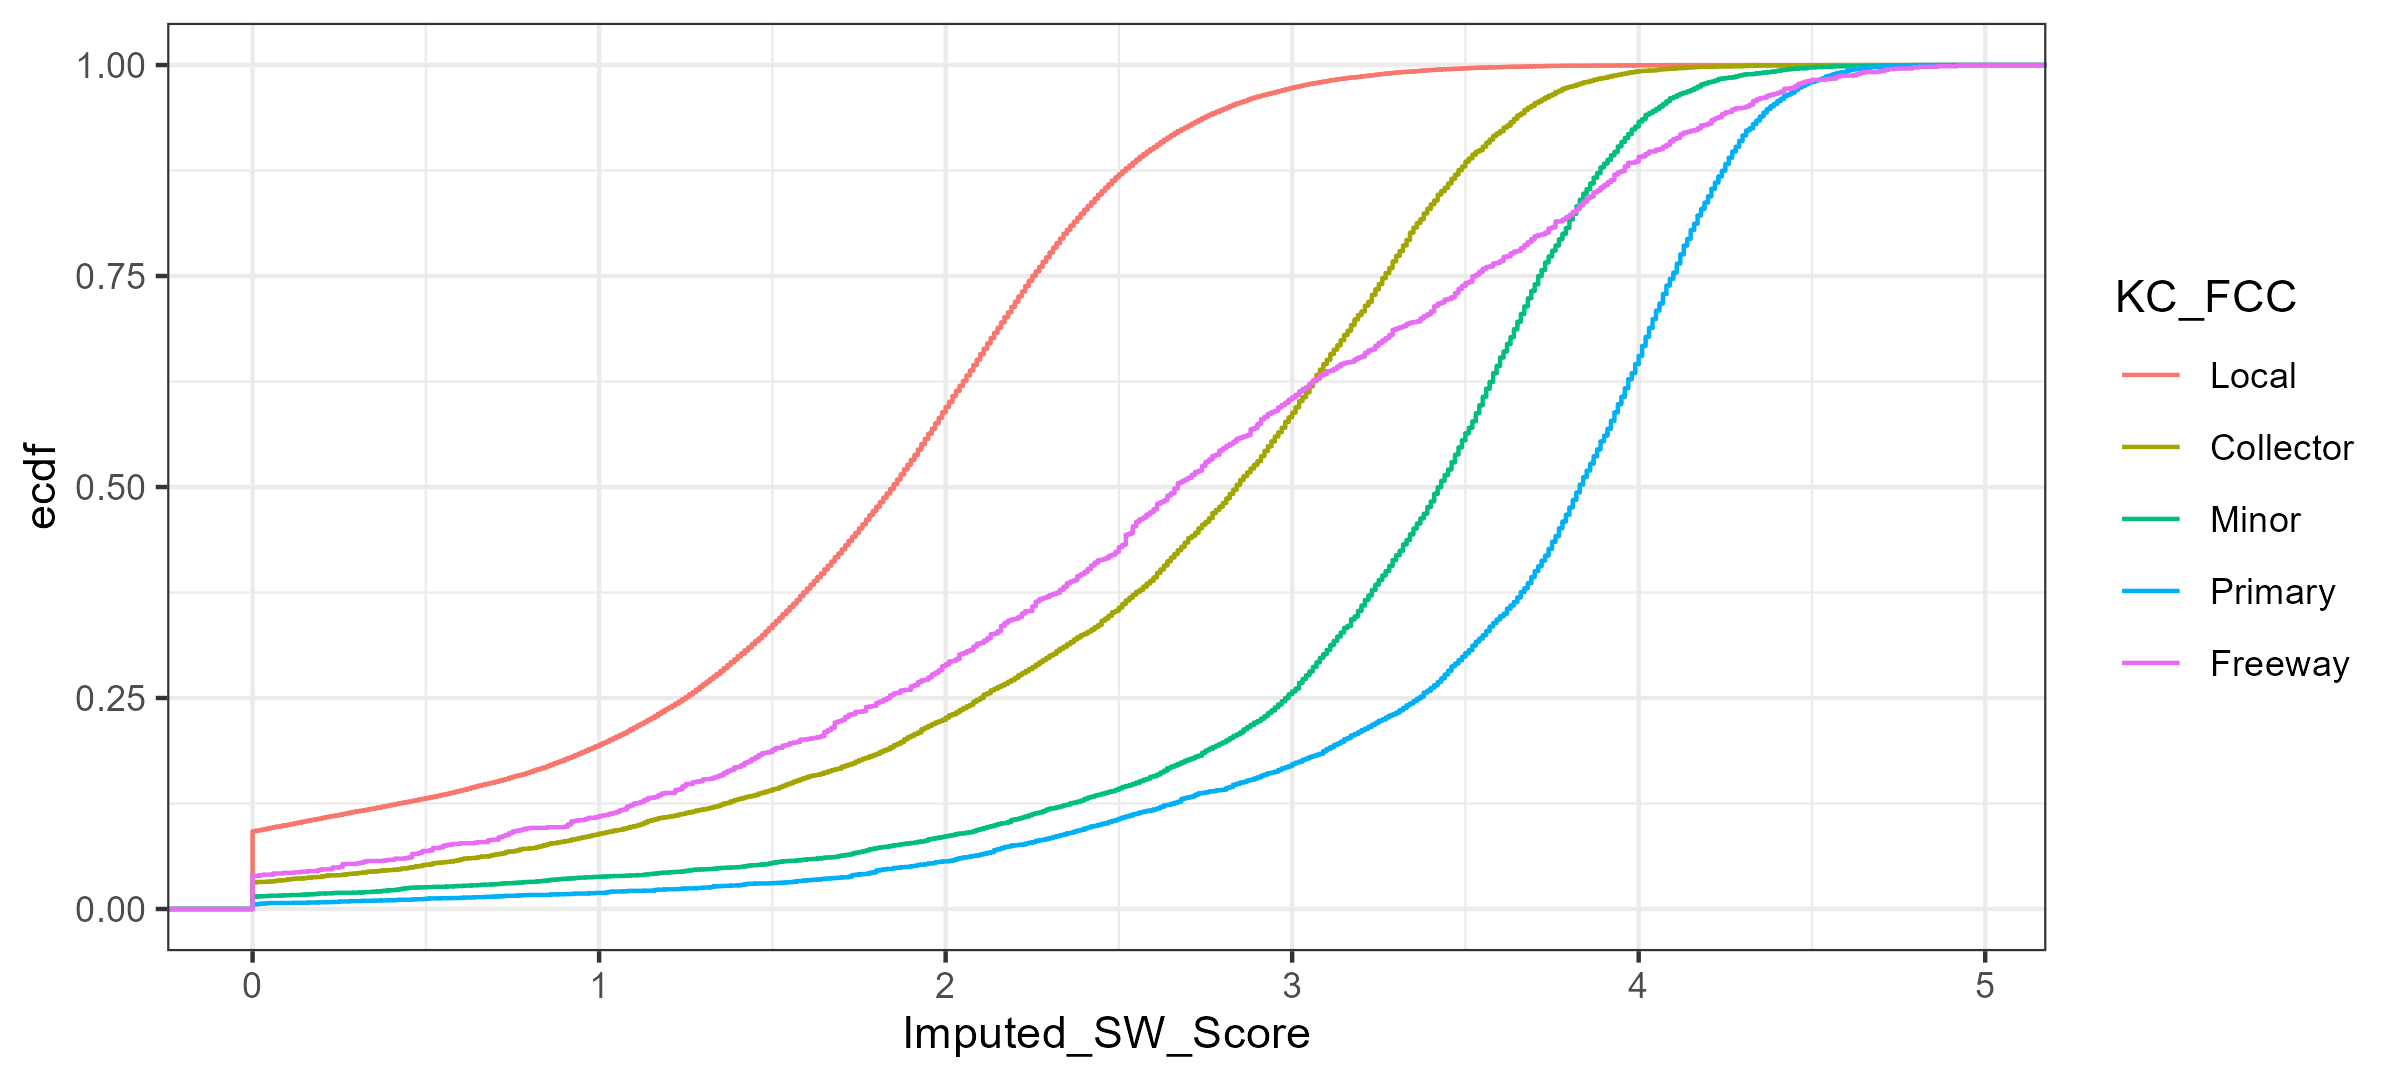 1.00
0.75
0.50
0.25
0.00
ecdf
0 1 2 3 4 5
Imputed_SW_Score
KC_FCC
Local
Collector
Minor
Primary
Freeway